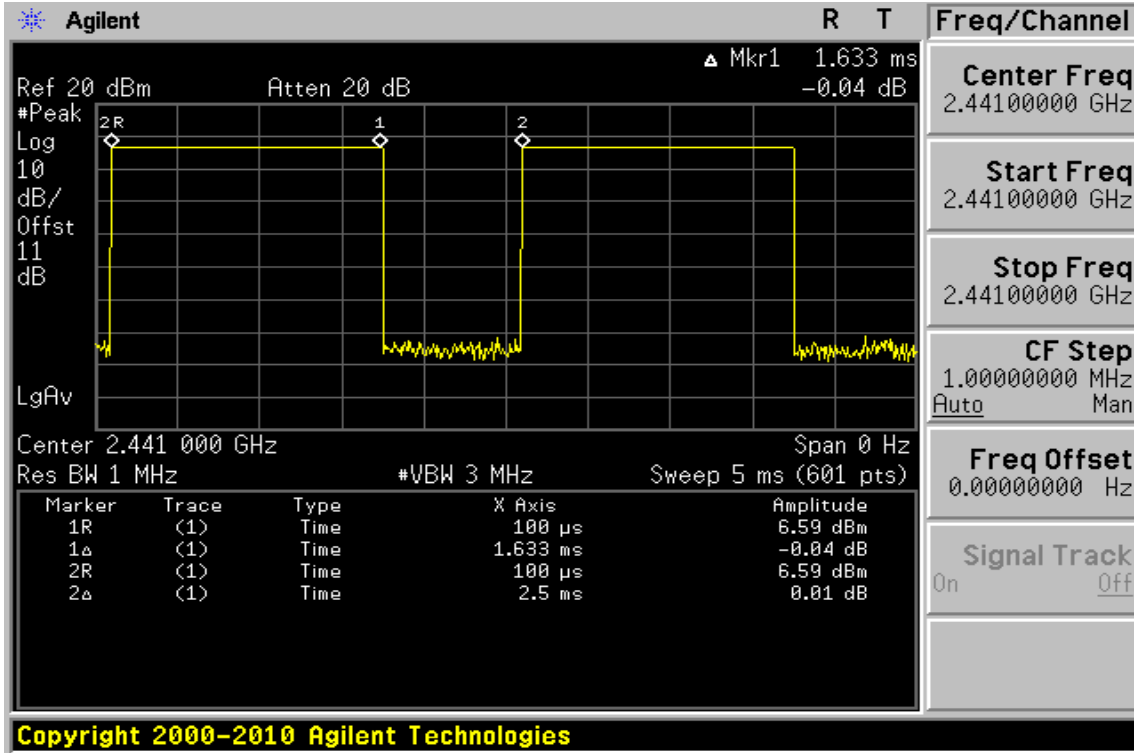 Agilent R T
Freq/Channel
▵ Mkr1 1.633 ms
Ref 20 dBm Atten 20 dB -0.04 dB
#Peak
Log
10
dB/
Offst
11
dB
LgAv
2R 1 2
Center 2.441 000 GHz Span 0 Hz
Res BW 1 MHz #VBW 3 MHz Sweep 5 ms (601 pts)
Marker Trace Type X Axis Amplitude
1R (1) Time 100 µs 6.59 dBm
1▵ (1) Time 1.633 ms -0.04 dB
2R (1) Time 100 µs 6.59 dBm
2▵ (1) Time 2.5 ms 0.01 dB
Center Freq
2.44100000 GHz
Start Freq
2.44100000 GHz
Stop Freq
2.44100000 GHz
CF Step
1.00000000 MHz
Auto Man
Freq Offset
0.00000000 Hz
Signal Track
On Off
Copyright 2000-2010 Agilent Technologies